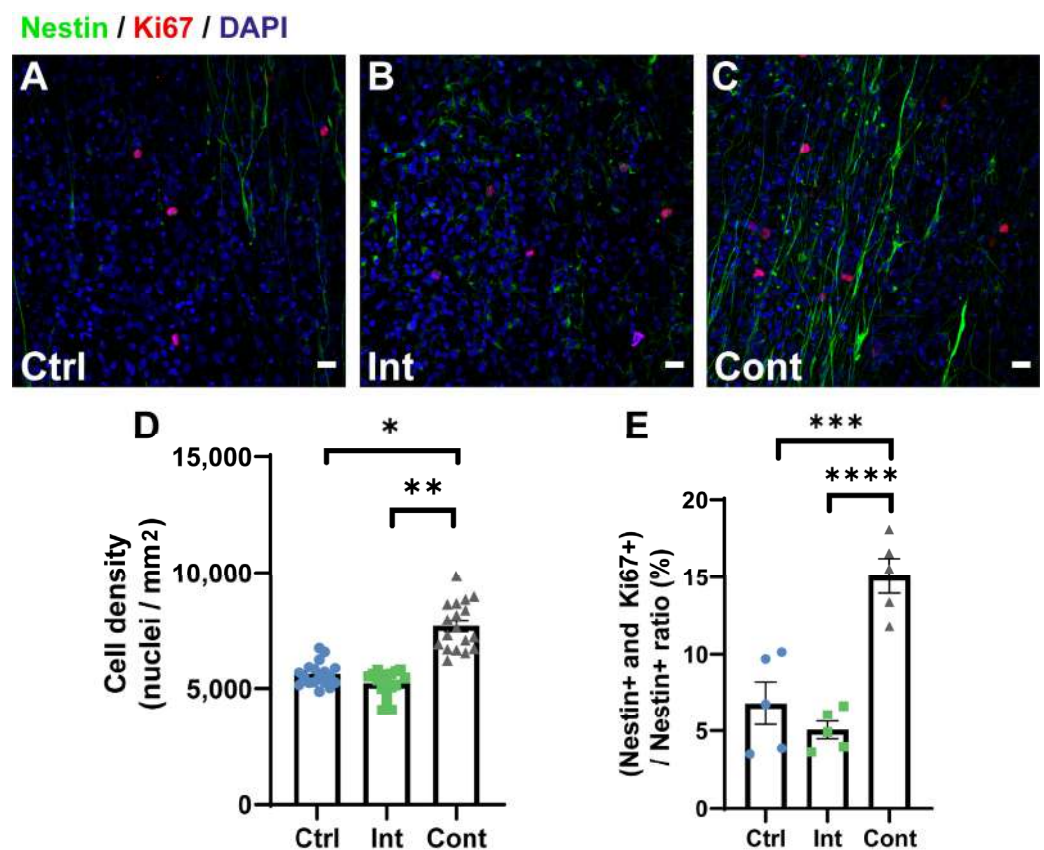 Nestin / Ki67 / DAPI
A
B
C
Ctrl
Int
Cont
D
Cell density
(nuclei / mm2)
15,000
10,000
5,000
0
*
**
Ctrl Int Cont
E
(Nestin+ and Ki67+)
/ Nestin+ ratio (%)
20
15
10
5
0
***
****
Ctrl Int Cont